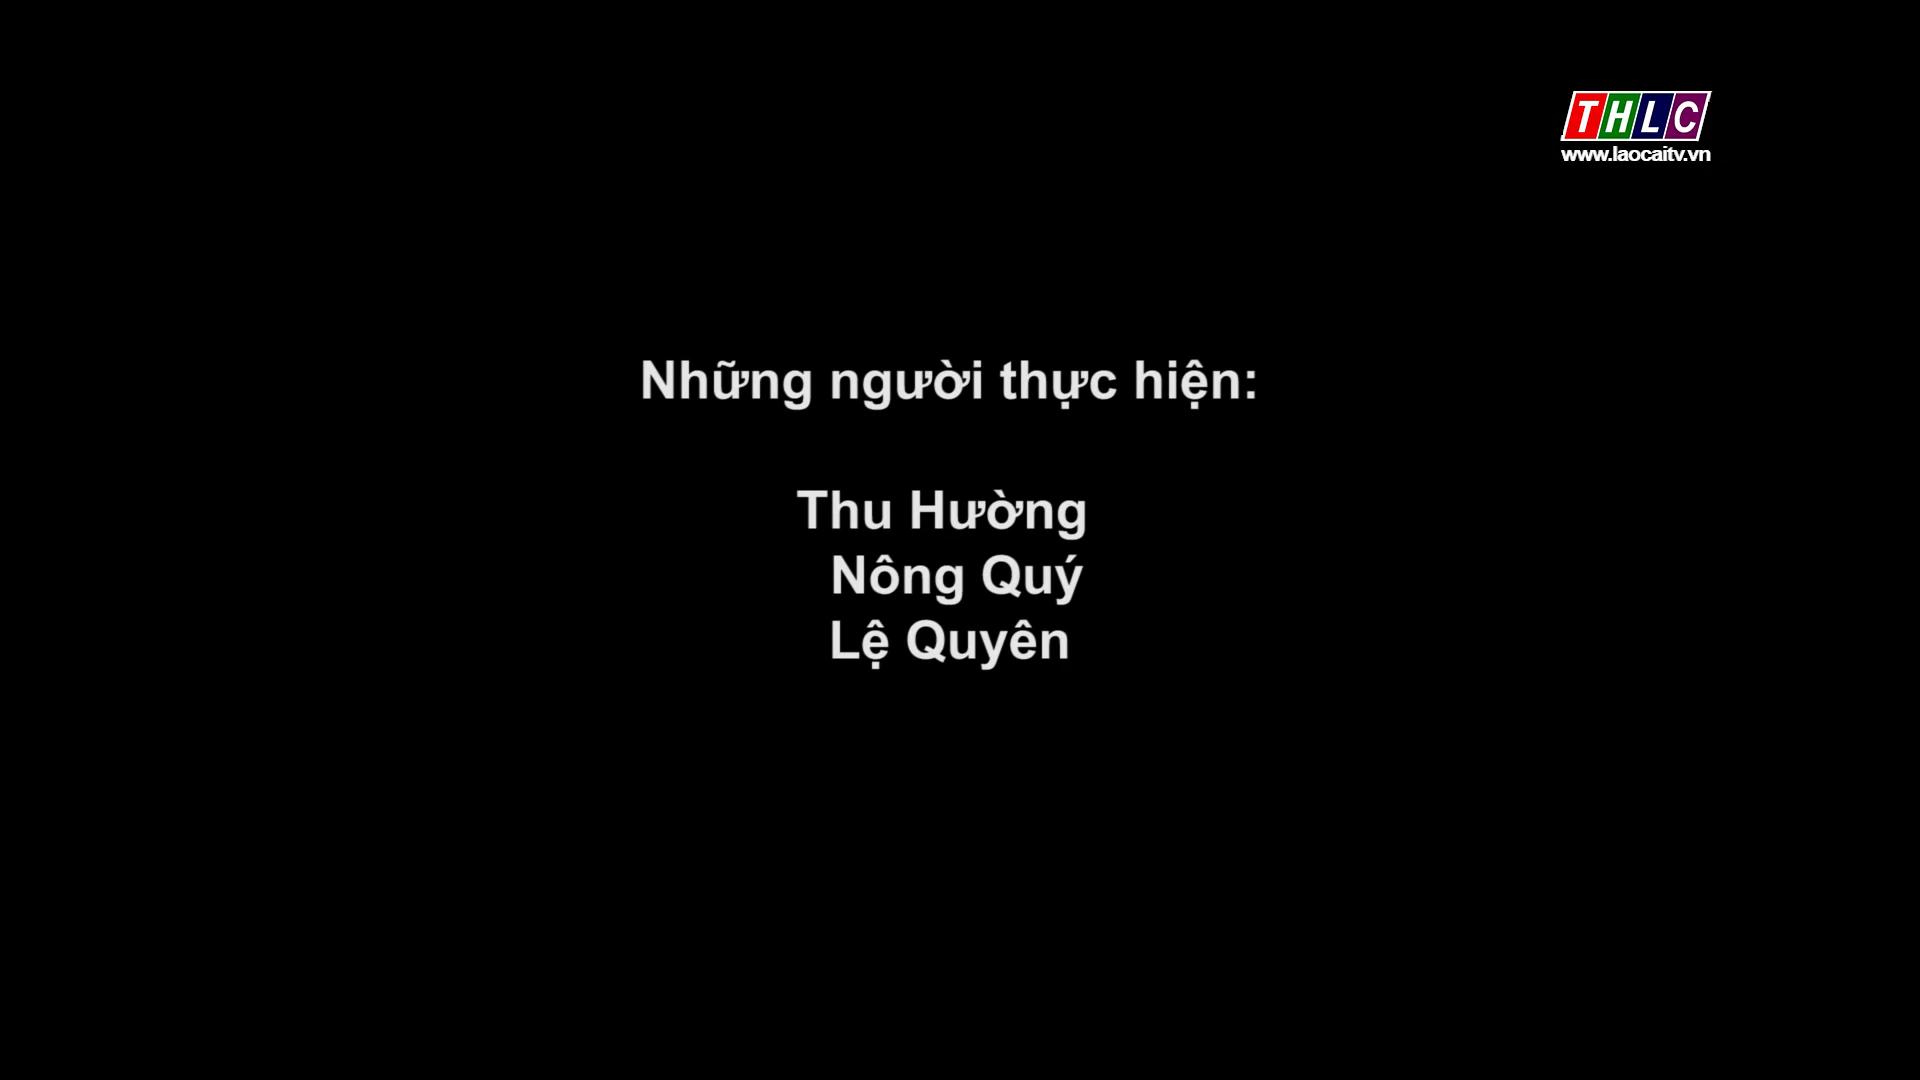 THLC
www.laocaitv.vn
Những người thực hiện:
Thu Hường
Nông Quý
Lệ Quyên